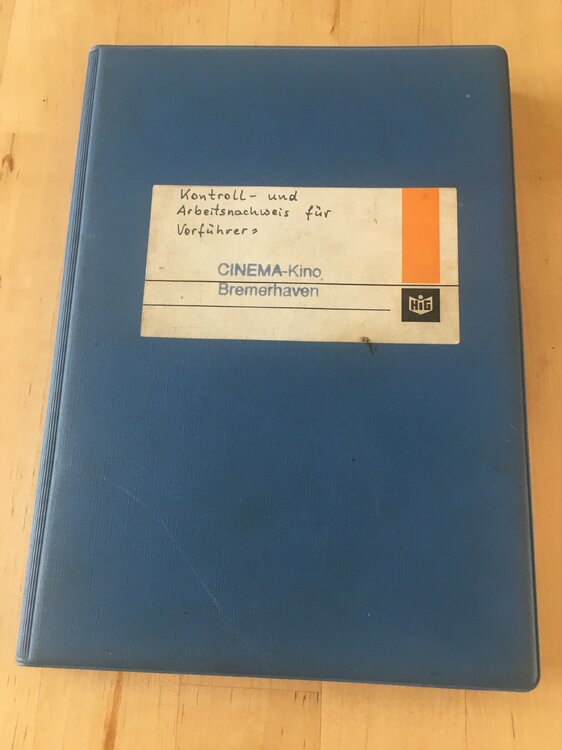 Kontroll- und
Arbeitsnachweis für
Vorführer
CINEMA-Kino
Bremerhaven
HIG